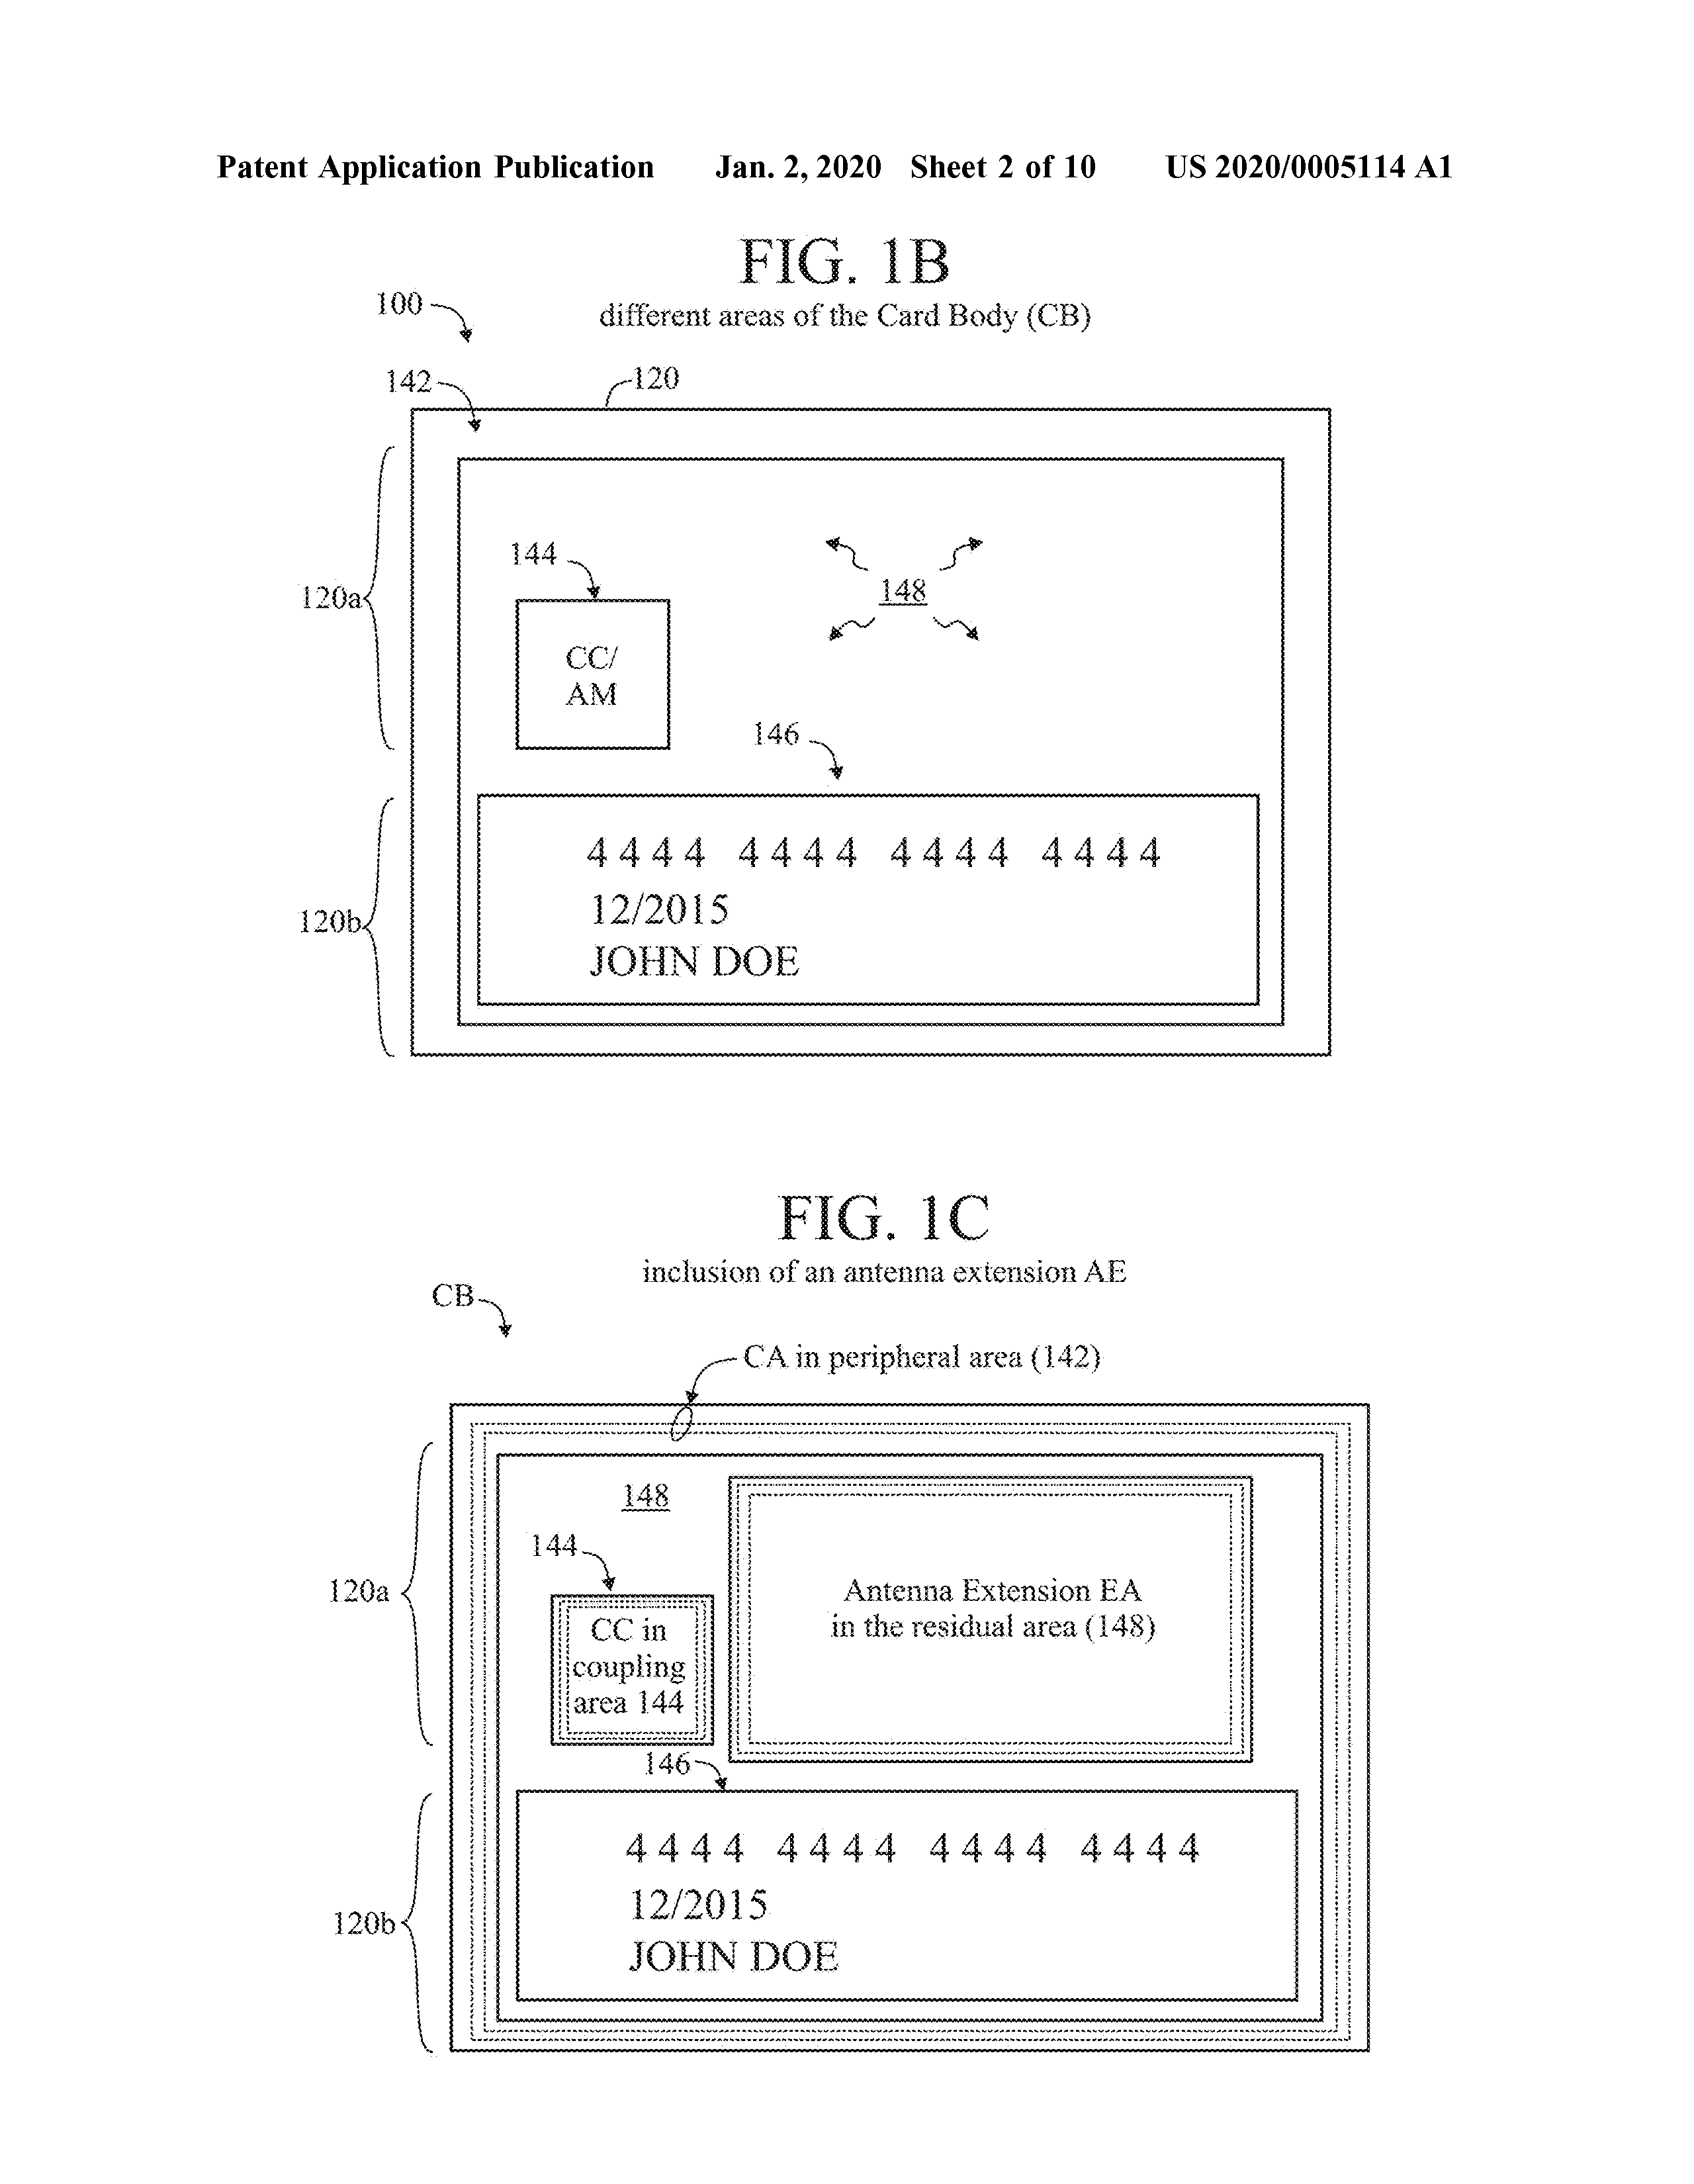 Patent Application Publication Jan. 2, 2020 Sheet 2 of 10 US 2020/0005114 A1
FIG. 1B
different areas of the Card Body (CB)
100
142
120
120a
144
148
CC/
AM
146
120b
4444 4444 4444 4444
12/2015
JOHN DOE
FIG. 1C
inclusion of an antenna extension AE
CB
CA in peripheral area (142)
148
144
120a
Antenna Extension EA
in the residual area (148)
CC in
coupling
area 144
146
120b
4444 4444 4444 4444
12/2015
JOHN DOE